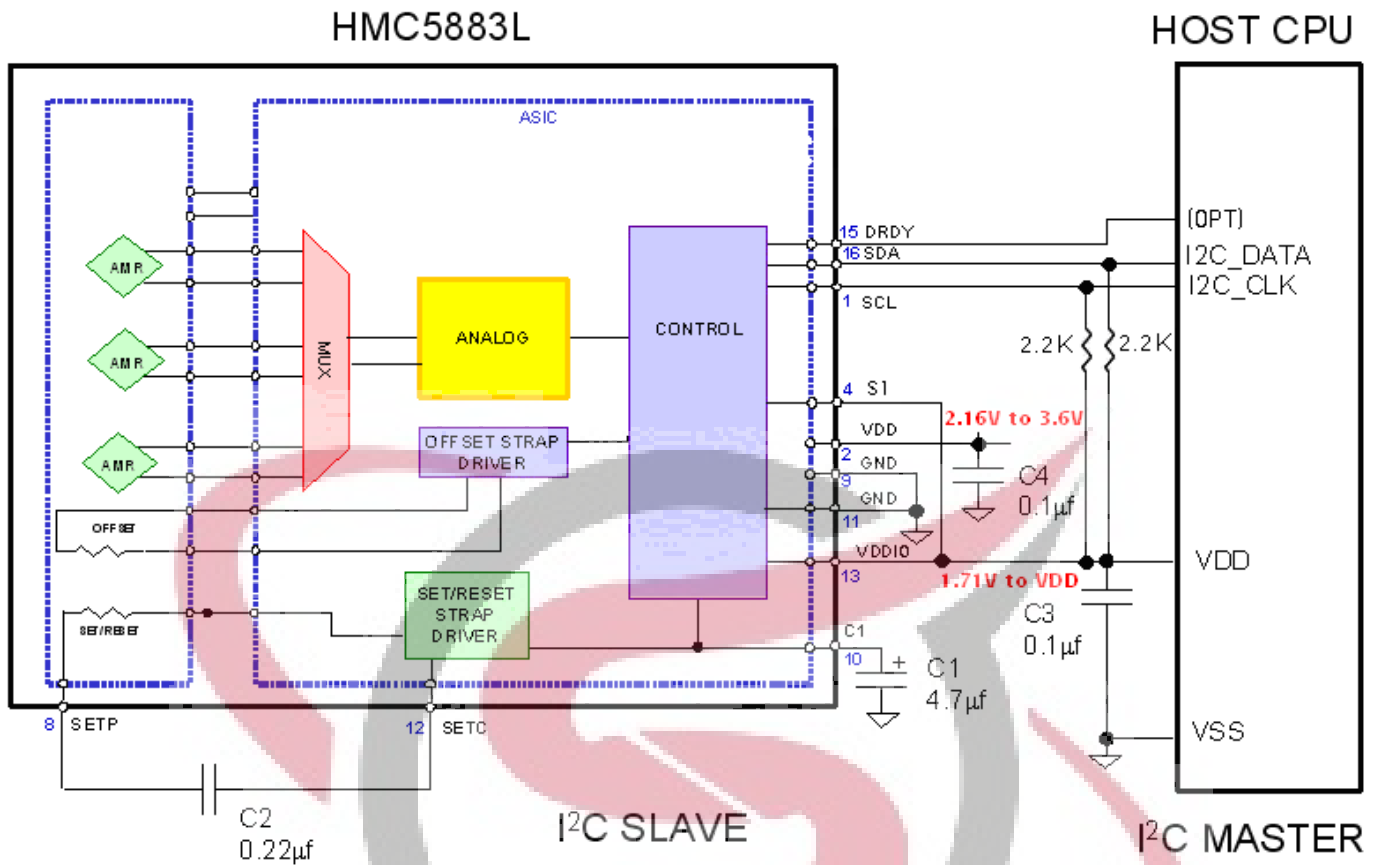 HMC5883L
HOST CPU
ASIC
AMR
AMR
AMR
MUX
ANALOG
CONTROL
OFFSET STRAP
DRIVER
OFFSET
SET/RESET
STRAP
DRIVER
SET/RESET
15 DRDY
16 SDA
1 SCL
4 S1
VDD
2 GND
9
GND
11
VDDIO
13
C1
10
8 SETP
12 SETC
C2
0.22µf
C1
+
4.7µf
2.16V to 3.6V
C4
0.1µf
1.71V to VDD
C3
0.1µf
2.2K
2.2K
(OPT)
I2C_DATA
I2C_CLK
VDD
VSS
I²C SLAVE
I²C MASTER